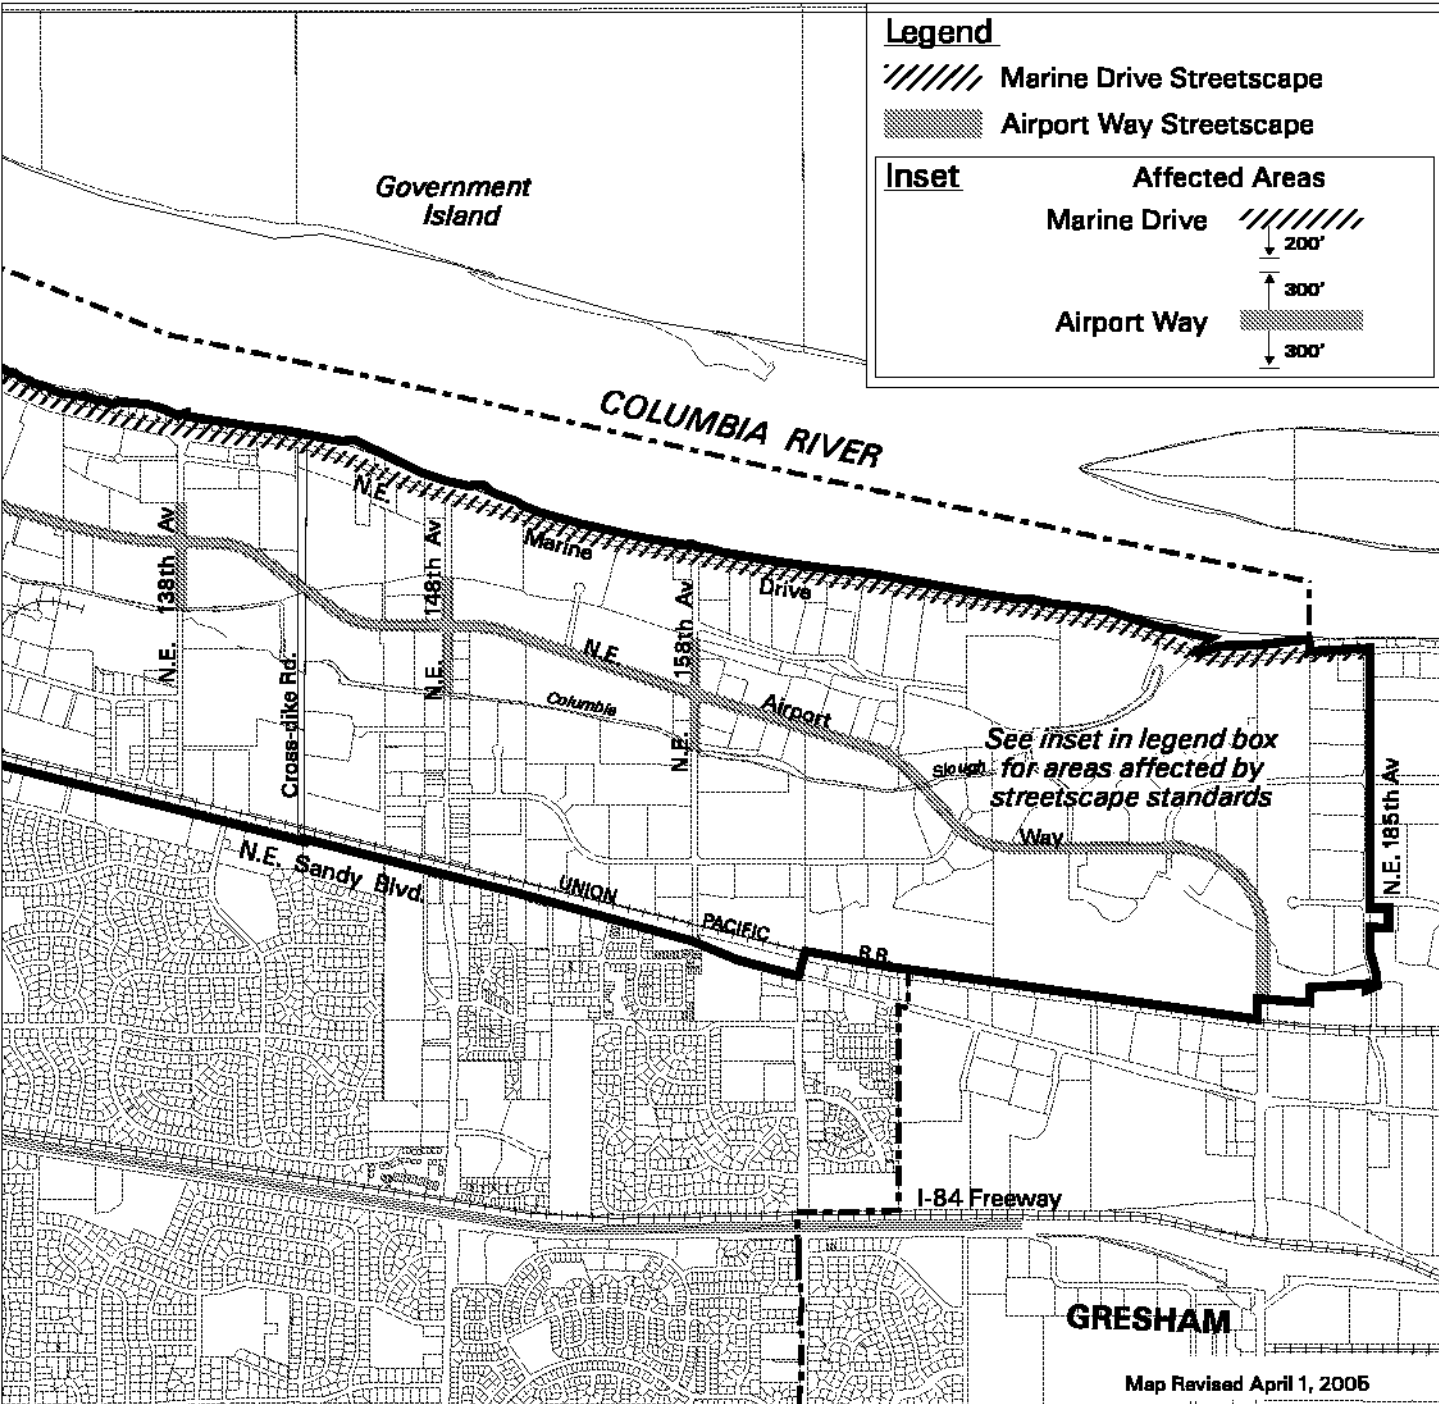 Legend
Marine Drive Streetscape
Airport Way Streetscape
Inset
Affected Areas
Marine Drive
200'
300'
Airport Way
300'
Government
Island
COLUMBIA RIVER
N.E.
Marine
Drive
N.E. 138th Av
Cross-dike Rd.
N.E. 148th Av
N.E. 158th Av
N.E.
Airport
Way
Columbia
Slough
See inset in legend box
for areas affected by
streetscape standards
N.E. 185th Av
N.E. Sandy Blvd.
UNION
PACIFIC
R.R.
I-84 Freeway
GRESHAM
Map Revised April 1, 2005